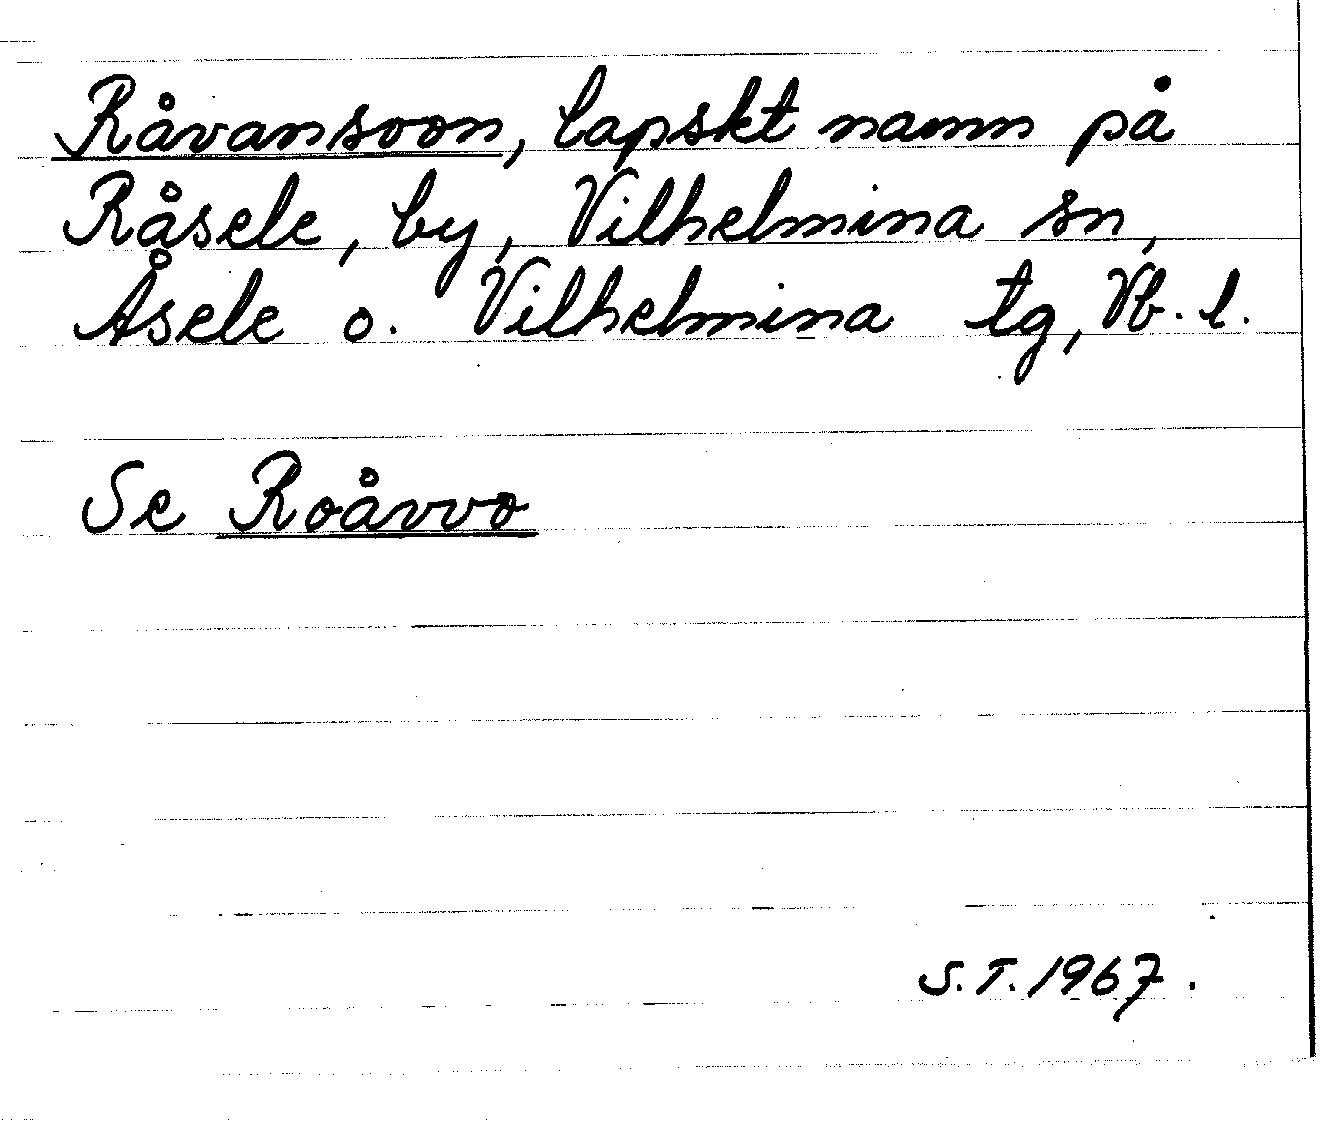 Råvansoon, lapskt namn på
Råsele, by, Vilhelmina sn,
Åsele o. Vilhelmina tg, Vb. l.
Se Roåvvo
S.T. 1967.